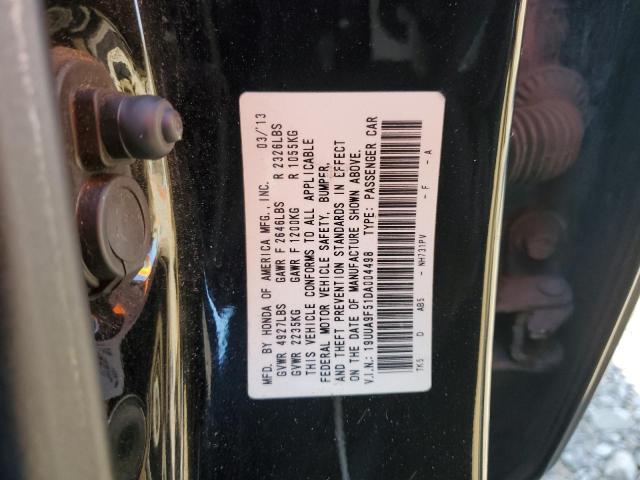 MFD. BY HONDA OF AMERICA MFG., INC. 03/13
GVWR 4927LBS GAWR F 2646LBS R 2326LBS
GVWR 2235KG GAWR F 1200KG R 1055KG
THIS VEHICLE CONFORMS TO ALL APPLICABLE
FEDERAL MOTOR VEHICLE SAFETY, BUMPER,
AND THEFT PREVENTION STANDARDS IN EFFECT
ON THE DATE OF MANUFACTURE SHOWN ABOVE.
V.I.N.: 19UUA9F51DA004498 TYPE: PASSENGER CAR
TK5 D AB5 - NH731PV - F - A